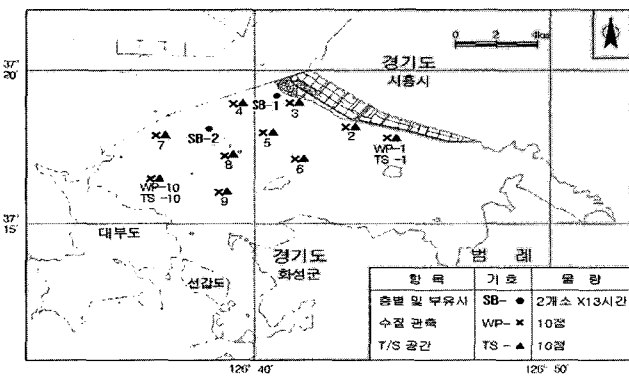 0 2 4㎞
37°
20'
경기도
시흥시
SB-1
4
3
SB-2
7
5
2
WP-1
TS -1
8
6
WP-10
TS -10
9
37°
15'
대부도
선갑도
경기도
화성군
범 례
항 목 기 호 물 량
층별 및 부유사 SB- ● 2개소 X13시간
수질 관측 WP- × 10점
T/S 공간 TS - ▲ 10점
126° 40' 126° 50'